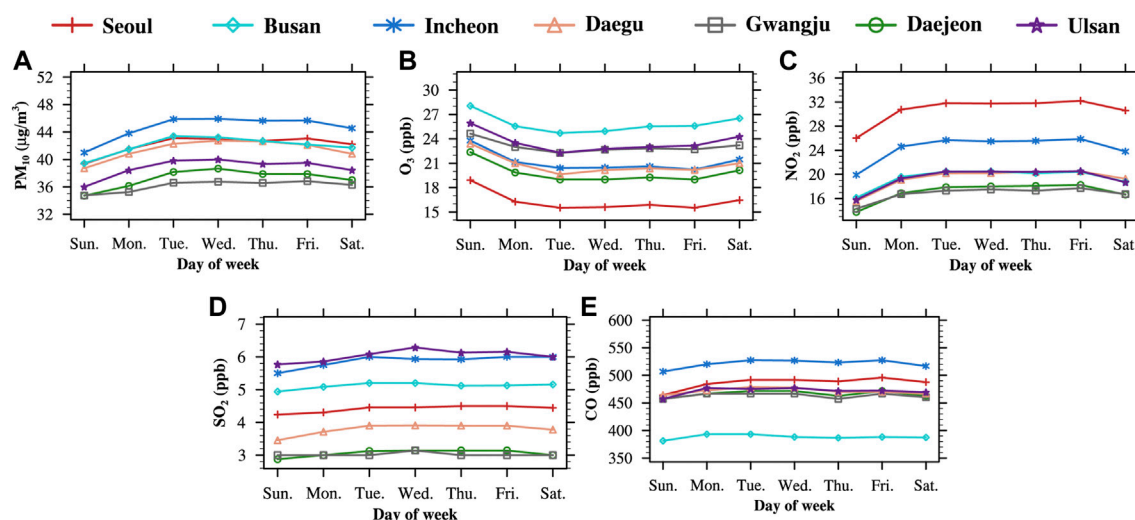 Seoul Busan Incheon Daegu Gwangju Daejeon Ulsan
A
PM10 (µg/m3)
52
48
44
40
36
32
Sun. Mon. Tue. Wed. Thu. Fri. Sat.
Day of week
B
O3 (ppb)
30
27
24
21
18
15
Sun. Mon. Tue. Wed. Thu. Fri. Sat.
Day of week
C
NO2 (ppb)
36
32
28
24
20
16
Sun. Mon. Tue. Wed. Thu. Fri. Sat.
Day of week
D
SO2 (ppb)
7
6
5
4
3
Sun. Mon. Tue. Wed. Thu. Fri. Sat.
Day of week
E
CO (ppb)
600
550
500
450
400
350
Sun. Mon. Tue. Wed. Thu. Fri. Sat.
Day of week